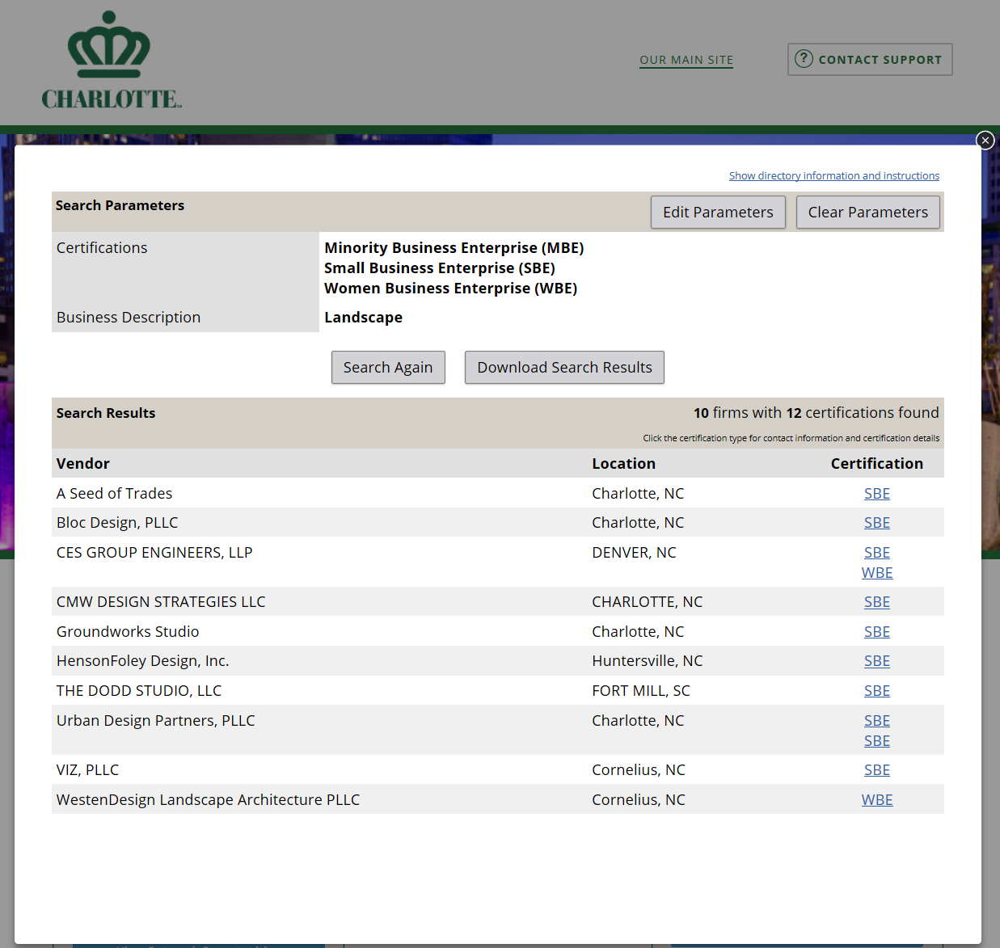 CHARLOTTE
OUR MAIN SITE
? CONTACT SUPPORT
Show directory information and instructions
Search Parameters
Edit Parameters
Clear Parameters
Certifications
Minority Business Enterprise (MBE)
Small Business Enterprise (SBE)
Women Business Enterprise (WBE)
Business Description
Landscape
Search Again
Download Search Results
Search Results
10 firms with 12 certifications found
Click the certification type for contact information and certification details
Vendor Location Certification
A Seed of Trades Charlotte, NC SBE
Bloc Design, PLLC Charlotte, NC SBE
CES GROUP ENGINEERS, LLP DENVER, NC SBE
WBE
CMW DESIGN STRATEGIES LLC CHARLOTTE, NC SBE
Groundworks Studio Charlotte, NC SBE
HensonFoley Design, Inc. Huntersville, NC SBE
THE DODD STUDIO, LLC FORT MILL, SC SBE
Urban Design Partners, PLLC Charlotte, NC SBE
SBE
VIZ, PLLC Cornelius, NC SBE
WestenDesign Landscape Architecture PLLC Cornelius, NC WBE